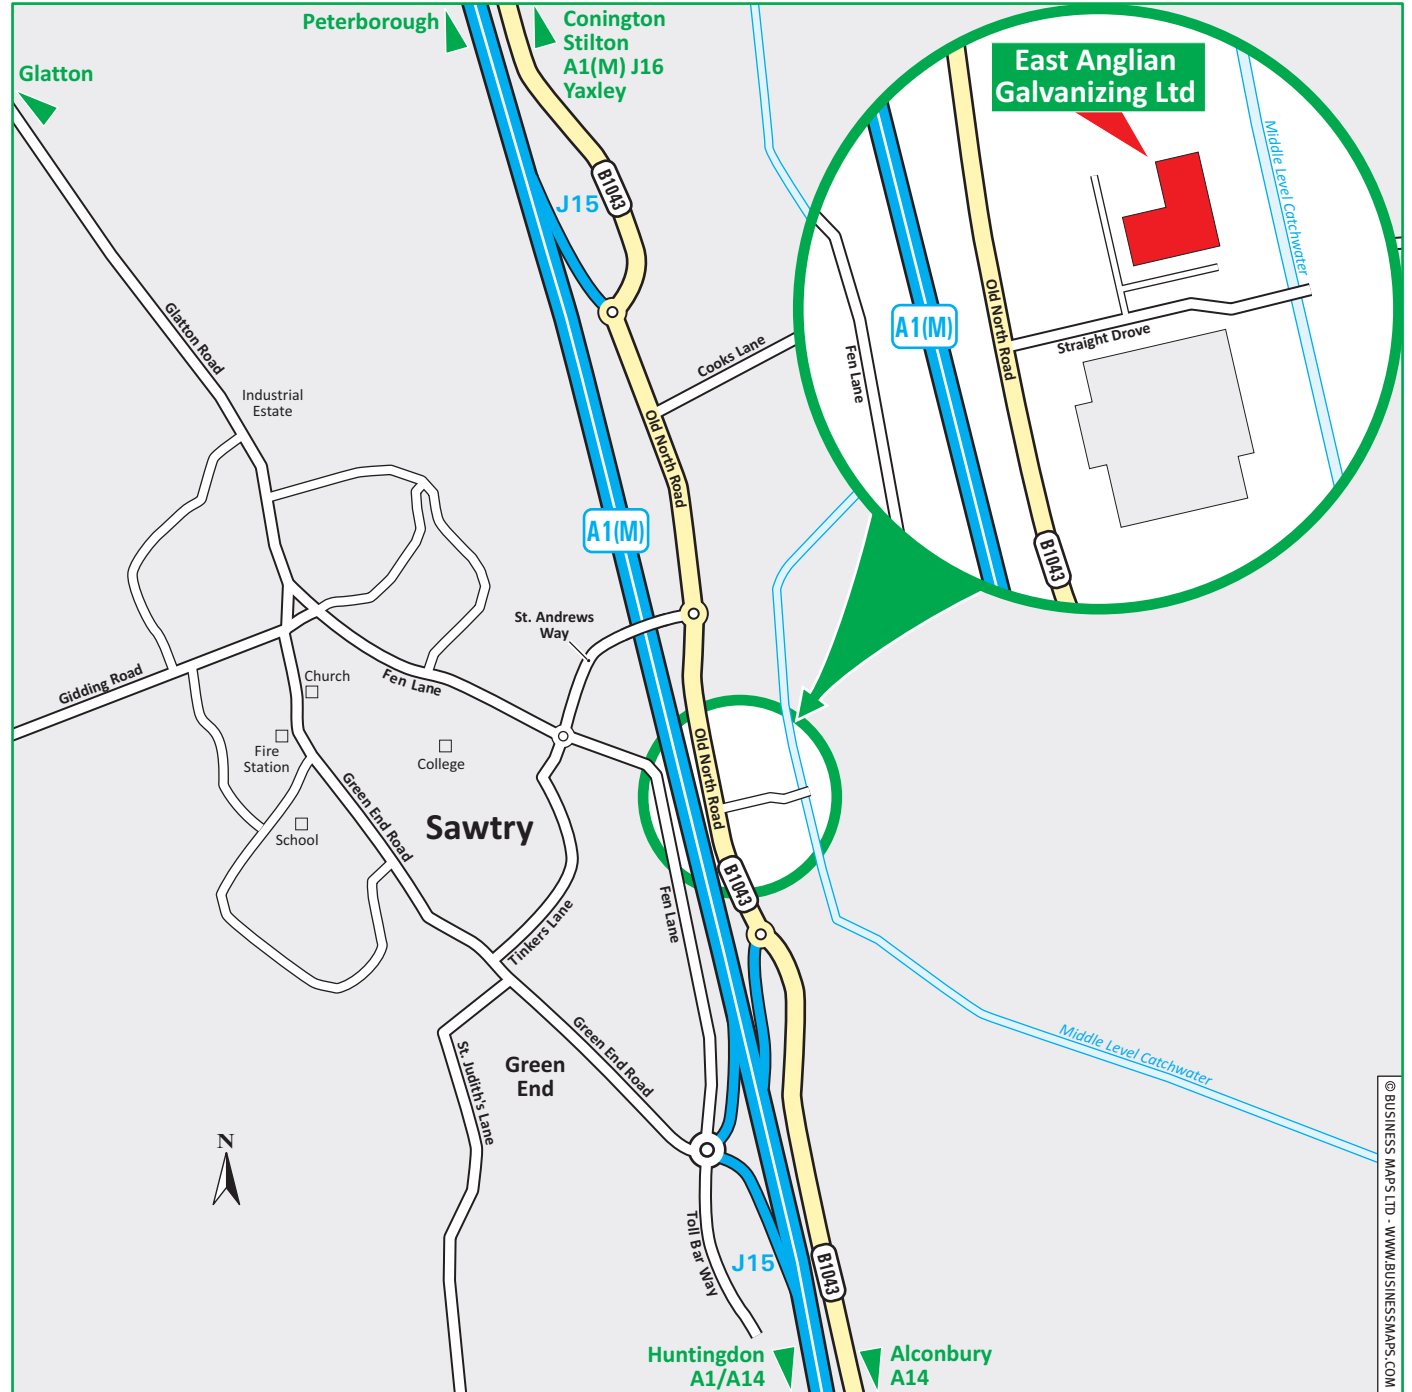 Peterborough
Conington
Stilton
A1(M) J16
Yaxley
Glatton
East Anglian
Galvanizing Ltd
Middle Level Catchwater
B1043
J15
Old North Road
A1(M)
Straight Drove
Fen Lane
B1043
Glatton Road
Cooks Lane
Industrial
Estate
Old North Road
A1(M)
St. Andrews
Way
Gidding Road
Church
Fen Lane
Fire
Station
College
Old North Road
Green End Road
School
Sawtry
B1043
Fen Lane
Tinkers Lane
Green End Road
Middle Level Catchwater
St. Judith's Lane
Green
End
N
Toll Bar Way
J15
B1043
Huntingdon
A1/A14
Alconbury
A14
© BUSINESS MAPS LTD - WWW.BUSINESSMAPS.COM